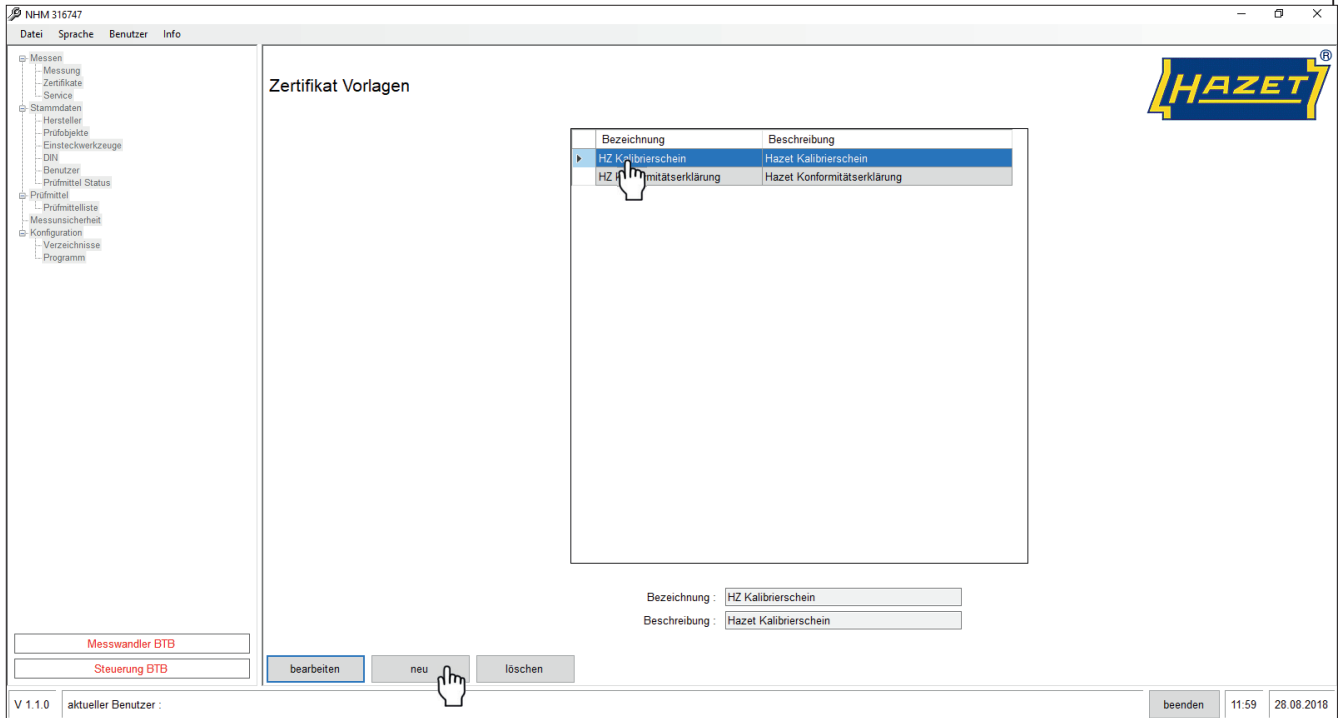 NHM 316747
Datei Sprache Benutzer Info
Messen
Messung
Zertifikate
Service
Stammdaten
Hersteller
Prüfobjekte
Einsteckwerkzeuge
DIN
Benutzer
Prüfmittel Status
Prüfmittel
Prüfmittelliste
Messunsicherheit
Konfiguration
Verzeichnisse
Programm
Messwandler BTB
Steuerung BTB
Zertifikat Vorlagen
HAZET ®
Bezeichnung Beschreibung
HZ Kalibrierschein Hazet Kalibrierschein
HZ Hazet Konformitätserklärung
Bezeichnung : HZ Kalibrierschein
Beschreibung : Hazet Kalibrierschein
bearbeiten neu löschen
V 1.1.0 aktueller Benutzer : beenden 11:59 28.08.2018